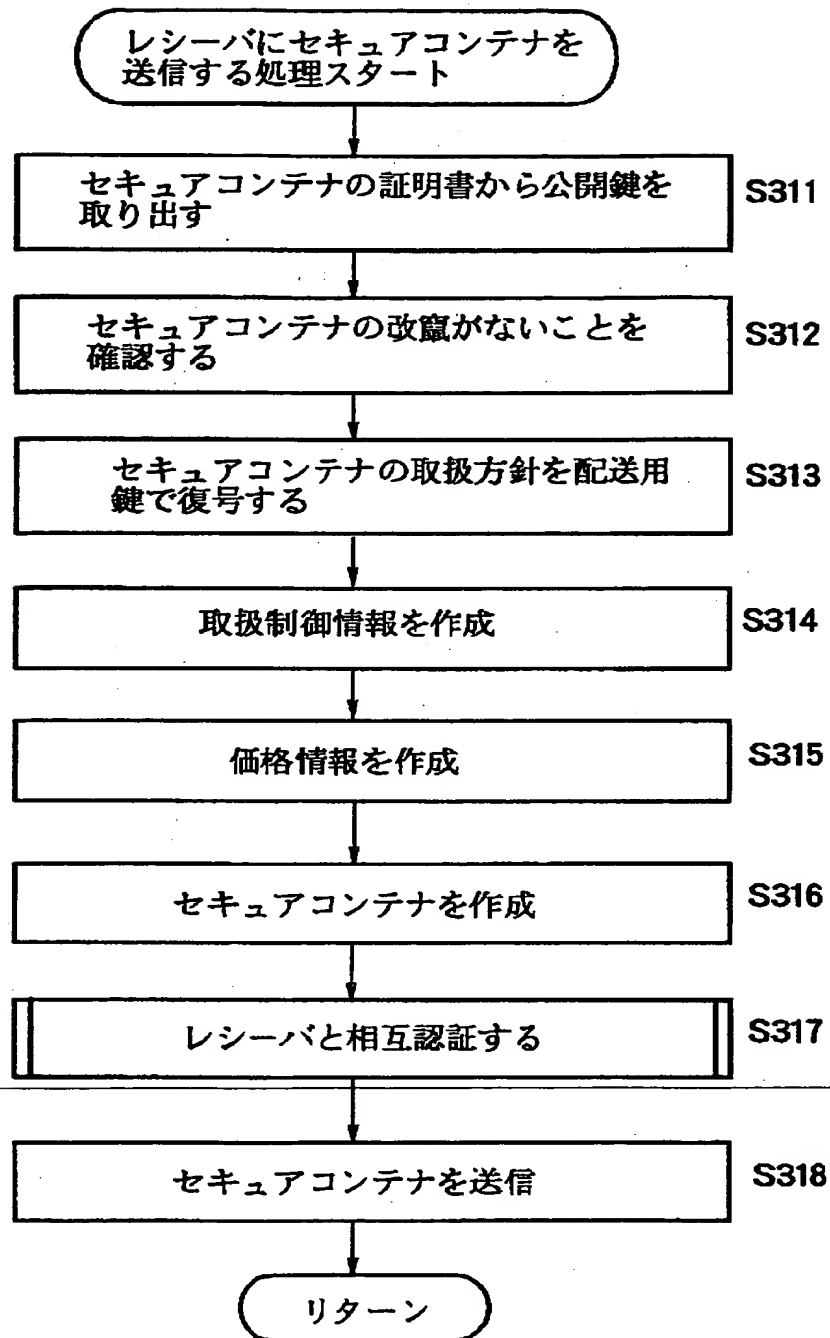 レシーバにセキュアコンテナを
送信する処理スタート
セキュアコンテナの証明書から公開鍵を
取り出す
S311
セキュアコンテナの改竄がないことを
確認する
S312
セキュアコンテナの取扱方針を配送用
鍵で復号する
S313
取扱制御情報を作成
S314
価格情報を作成
S315
セキュアコンテナを作成
S316
レシーバと相互認証する
S317
セキュアコンテナを送信
S318
リターン